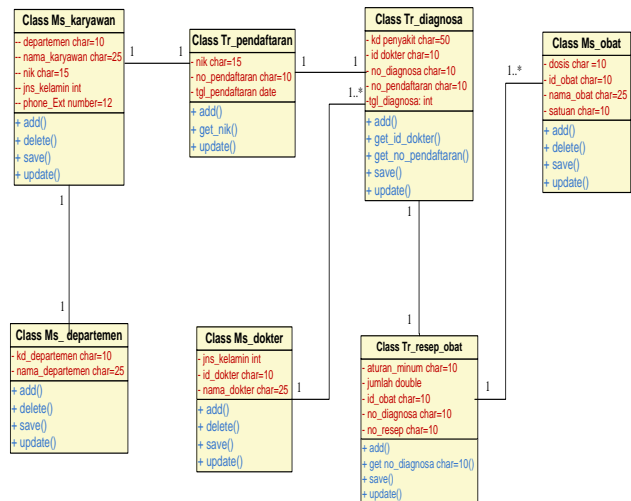 Class Ms_karyawan
-- departemen char=10
-- nama_karyawan char=25
-- nik char=15
-- jns_kelamin int
-- phone_Ext number=12
+ add()
+ delete()
+ save()
+ update()
1
1
Class Tr_pendaftaran
- nik char=15
- no_pendaftaran char=10
- tgl_pendaftaran date
+ add()
+ get_nik()
+ update()
1
1
Class Tr_diagnosa
- kd penyakit char=50
- id dokter char=10
- no_diagnosa char=10
- no_pendaftaran char=10
-tgl_diagnosa: int
+ add()
+ get_id_dokter()
+ get_no_pendaftaran()
+ save()
+ update()
1..*
1..*
Class Ms_obat
- dosis char =10
- id_obat char=10
- nama_obat char=25
- satuan char=10
+ add()
+ delete()
+ save()
+ update()
1
1
1
1
Class Ms_ departemen
- kd_departemen char=10
- nama_departemen char=25
+ add()
+ delete()
+ save()
+ update()
Class Ms_dokter
- jns_kelamin int
- id_dokter char=10
- nama_dokter char=25
+ add()
+ delete()
+ save()
+ update()
1
Class Tr_resep_obat
- aturan_minum char=10
- jumlah double
- id_obat char=10
- no_diagnosa char=10
- no_resep char=10
+ add()
+ get no_diagnosa char=10()
+ save()
+ update()
1